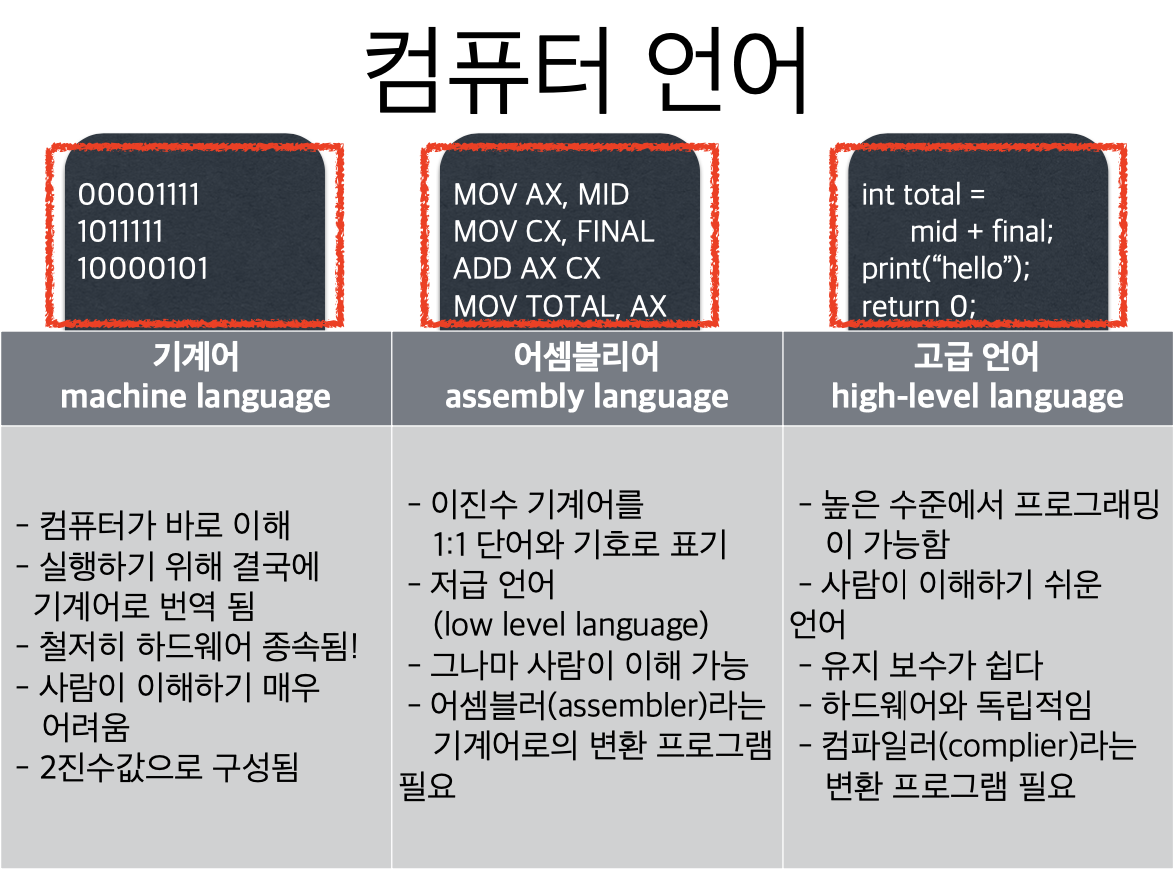 컴퓨터 언어
00001111
1011111
10000101
MOV AX, MID
MOV CX, FINAL
ADD AX CX
MOV TOTAL, AX
int total =
mid + final;
print(“hello”);
return 0;
기계어
machine language
어셈블리어
assembly language
고급 언어
high-level language
- 컴퓨터가 바로 이해
- 실행하기 위해 결국에
기계어로 번역 됨
- 철저히 하드웨어 종속됨!
- 사람이 이해하기 매우
어려움
- 2진수값으로 구성됨
- 이진수 기계어를
1:1 단어와 기호로 표기
- 저급 언어
(low level language)
- 그나마 사람이 이해 가능
- 어셈블러(assembler)라는
기계어로의 변환 프로그램
필요
- 높은 수준에서 프로그래밍
이 가능함
- 사람이 이해하기 쉬운
언어
- 유지 보수가 쉽다
- 하드웨어와 독립적임
- 컴파일러(complier)라는
변환 프로그램 필요